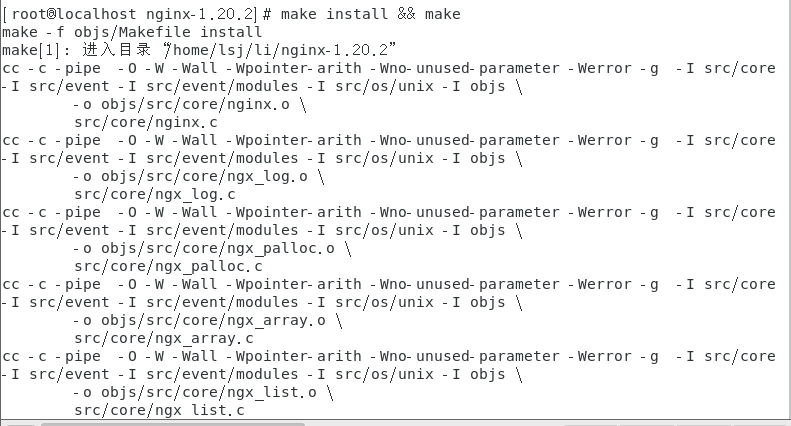 [root@localhost nginx-1.20.2]# make install && make
make -f objs/Makefile install
make[1]: 进入目录“/home/lsj/li/nginx-1.20.2”
cc -c -pipe  -O -W -Wall -Wpointer-arith -Wno-unused-parameter -Werror -g  -I src/core
-I src/event -I src/event/modules -I src/os/unix -I objs \
-o objs/src/core/nginx.o \
src/core/nginx.c
cc -c -pipe  -O -W -Wall -Wpointer-arith -Wno-unused-parameter -Werror -g  -I src/core
-I src/event -I src/event/modules -I src/os/unix -I objs \
-o objs/src/core/ngx_log.o \
src/core/ngx_log.c
cc -c -pipe  -O -W -Wall -Wpointer-arith -Wno-unused-parameter -Werror -g  -I src/core
-I src/event -I src/event/modules -I src/os/unix -I objs \
-o objs/src/core/ngx_palloc.o \
src/core/ngx_palloc.c
cc -c -pipe  -O -W -Wall -Wpointer-arith -Wno-unused-parameter -Werror -g  -I src/core
-I src/event -I src/event/modules -I src/os/unix -I objs \
-o objs/src/core/ngx_array.o \
src/core/ngx_array.c
cc -c -pipe  -O -W -Wall -Wpointer-arith -Wno-unused-parameter -Werror -g  -I src/core
-I src/event -I src/event/modules -I src/os/unix -I objs \
-o objs/src/core/ngx_list.o \
src/core/ngx_list.c